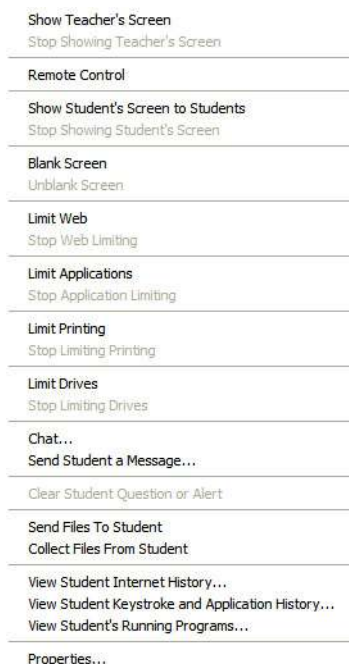 Show Teacher's Screen
Stop Showing Teacher's Screen
Remote Control
Show Student's Screen to Students
Stop Showing Student's Screen
Blank Screen
Unblank Screen
Limit Web
Stop Web Limiting
Limit Applications
Stop Application Limiting
Limit Printing
Stop Limiting Printing
Limit Drives
Stop Limiting Drives
Chat...
Send Student a Message...
Clear Student Question or Alert
Send Files To Student
Collect Files From Student
View Student Internet History...
View Student Keystroke and Application History...
View Student's Running Programs...
Properties...